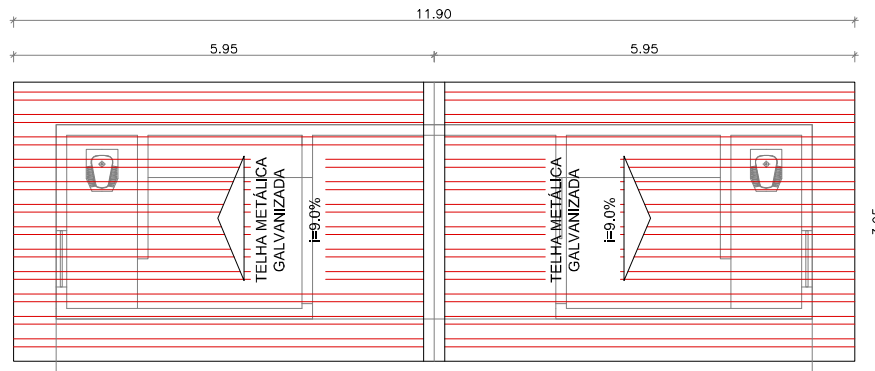 11.90
5.95
5.95
TELHA METÁLICA
GALVANIZADA
i=9.0%
TELHA METÁLICA
GALVANIZADA
i=9.0%